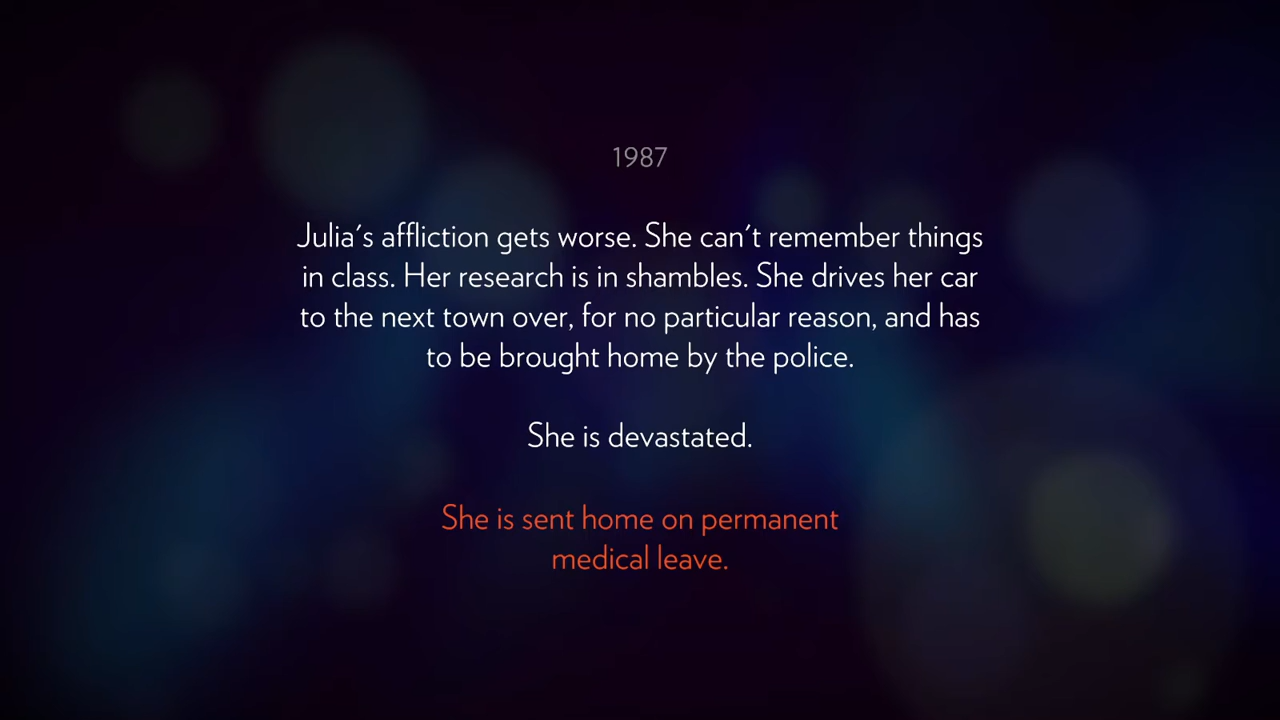 1987
Julia's affliction gets worse. She can't remember things
in class. Her research is in shambles. She drives her car
to the next town over, for no particular reason, and has
to be brought home by the police.
She is devastated.
She is sent home on permanent
medical leave.